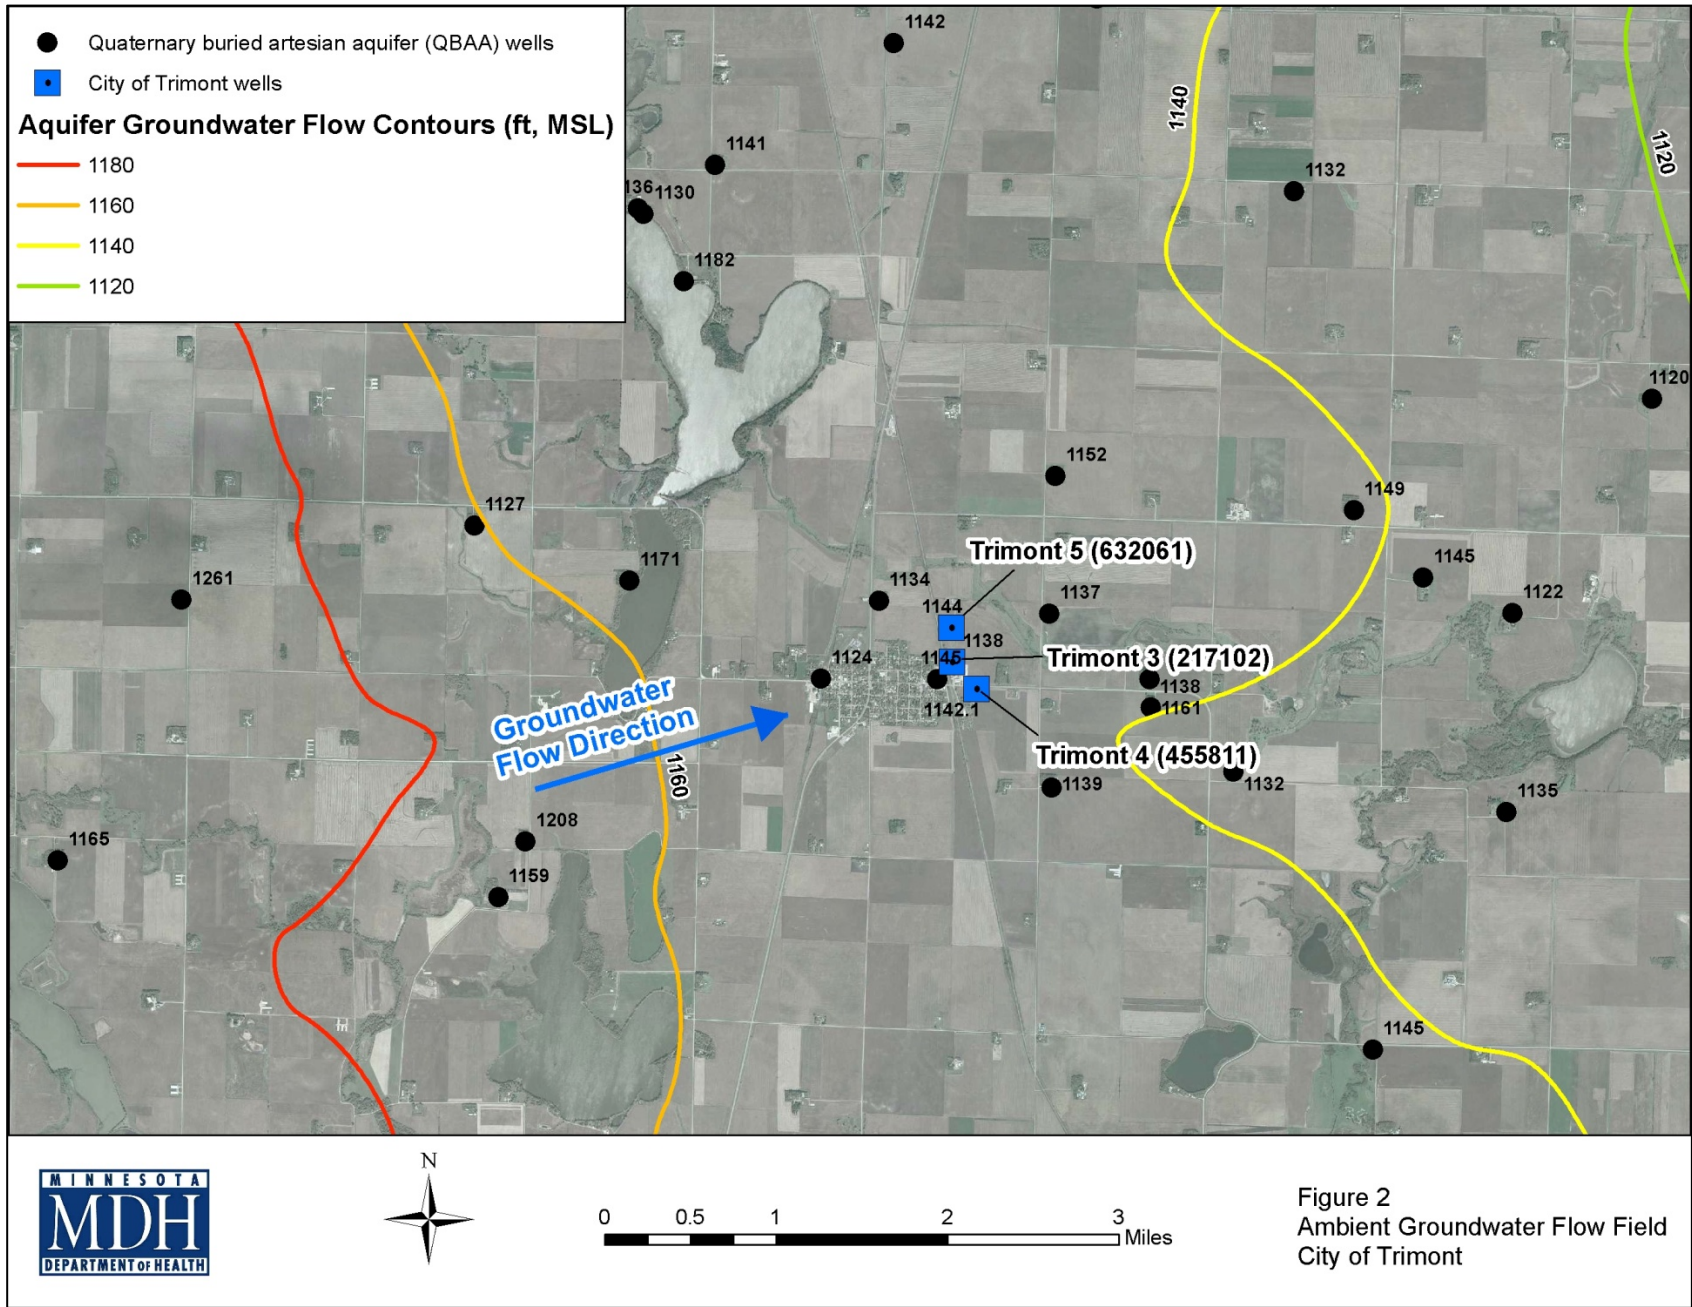 Quaternary buried artesian aquifer (QBAA) wells
City of Trimont wells
Aquifer Groundwater Flow Contours (ft, MSL)
1180
1160
1140
1120
1142
1140
1120
1141
1132
136
1130
1182
1120
1152
1127
1149
Trimont 5 (632061)
1171
1145
1261
1134
1137
1122
1144
1138
1124
1145
Trimont 3 (217102)
1138
Groundwater
Flow Direction
1142.1
1161
Trimont 4 (455811)
1160
1139
1132
1135
1208
1165
1159
1145
MINNESOTA
MDH
DEPARTMENT OF HEALTH
N
0 0.5 1 2 3
Miles
Figure 2
Ambient Groundwater Flow Field
City of Trimont